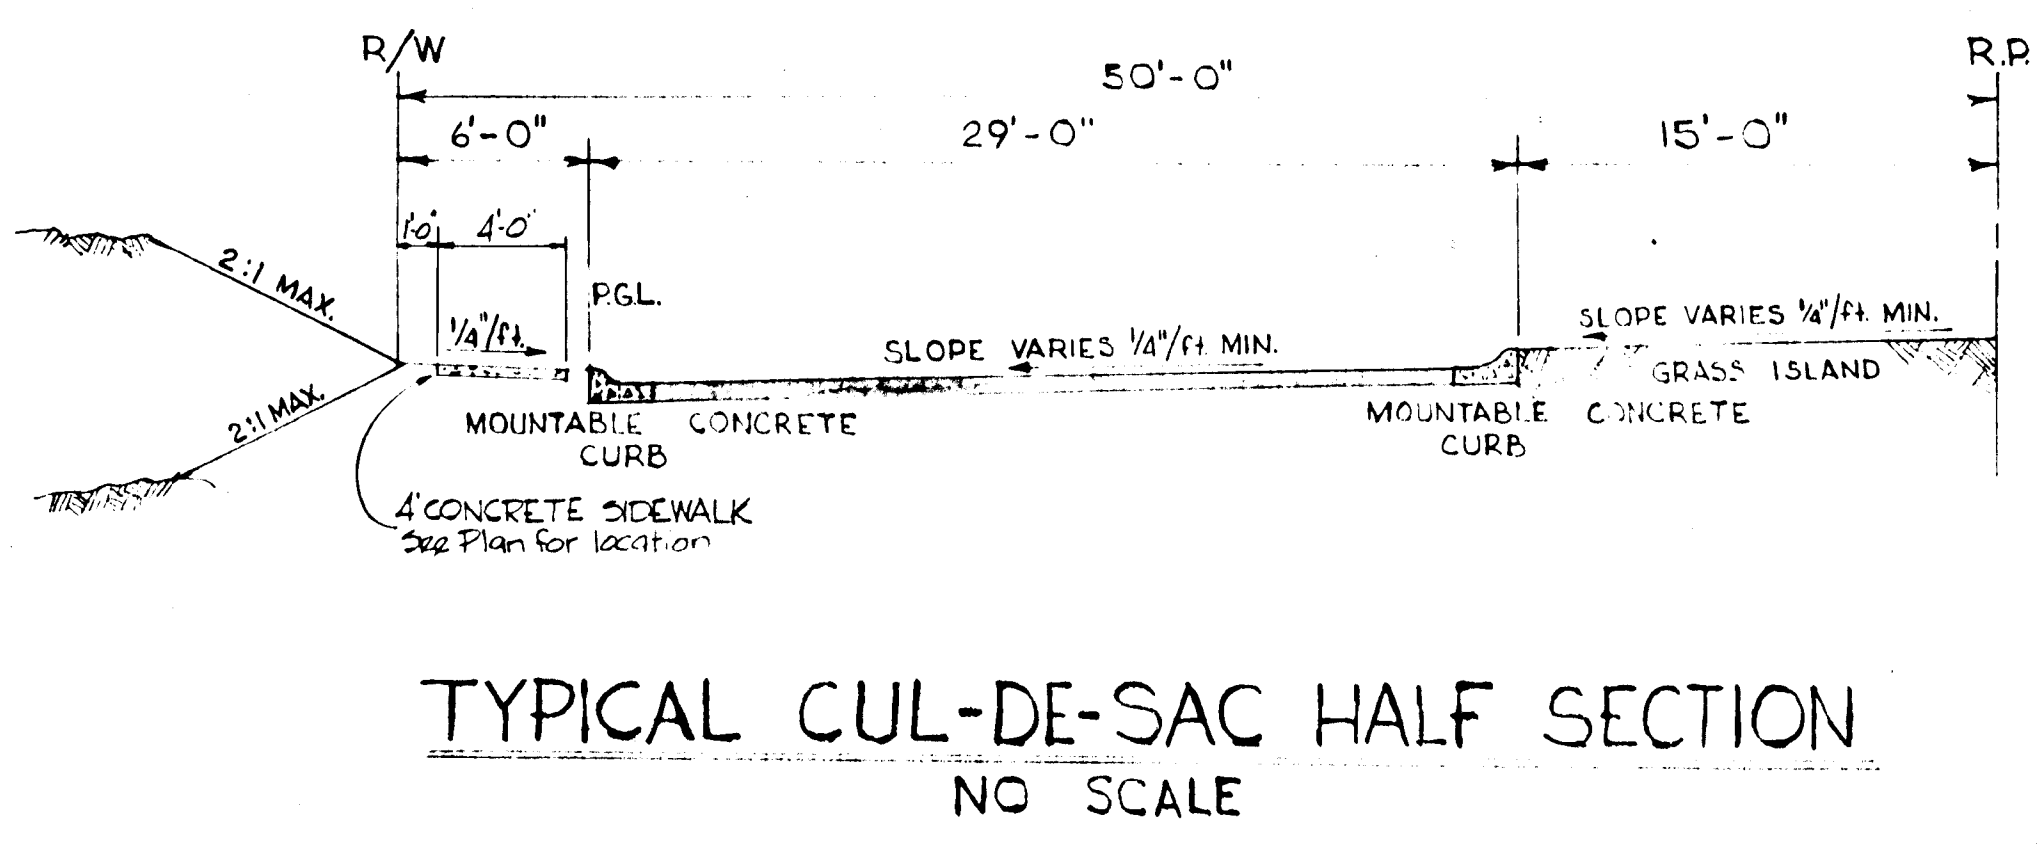 R/W
R.P.
50'-0"
6'-0"
29'-0"
15'-0"
1'-0"
4'-0"
2:1 MAX.
P.G.L.
1/4"/ft.
SLOPE VARIES 1/4"/ft. MIN.
SLOPE VARIES 1/4"/ft. MIN.
GRASS ISLAND
2:1 MAX.
MOUNTABLE CONCRETE
CURB
MOUNTABLE CONCRETE
CURB
4' CONCRETE SIDEWALK
See Plan for location
TYPICAL CUL-DE-SAC HALF SECTION
NO SCALE